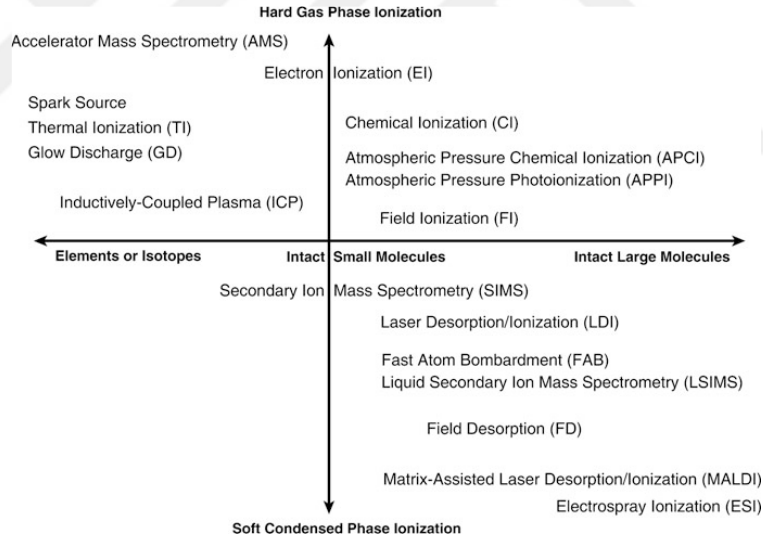 Hard Gas Phase Ionization
Accelerator Mass Spectrometry (AMS)
Electron Ionization (EI)
Spark Source
Thermal Ionization (TI)
Glow Discharge (GD)
Chemical Ionization (CI)
Atmospheric Pressure Chemical Ionization (APCI)
Atmospheric Pressure Photoionization (APPI)
Inductively-Coupled Plasma (ICP)
Field Ionization (FI)
Elements or Isotopes
Intact Small Molecules
Intact Large Molecules
Secondary Ion Mass Spectrometry (SIMS)
Laser Desorption/Ionization (LDI)
Fast Atom Bombardment (FAB)
Liquid Secondary Ion Mass Spectrometry (LSIMS)
Field Desorption (FD)
Matrix-Assisted Laser Desorption/Ionization (MALDI)
Electrospray Ionization (ESI)
Soft Condensed Phase Ionization